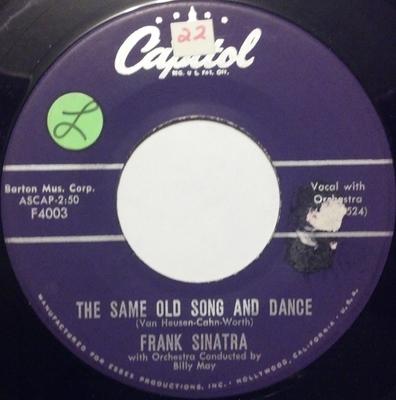 Capitol
22
REG. U.S. PAT. OFF.
L
Barton Mus. Corp.
ASCAP-2:50
F4003
Vocal with
Orchestra
524)
THE SAME OLD SONG AND DANCE
(Van Heusen-Cahn-Worth)
FRANK SINATRA
with Orchestra Conducted by
Billy May
MANUFACTURED FOR ESSEX PRODUCTIONS, INC. - HOLLYWOOD, CALIFORNIA. U.S.A.